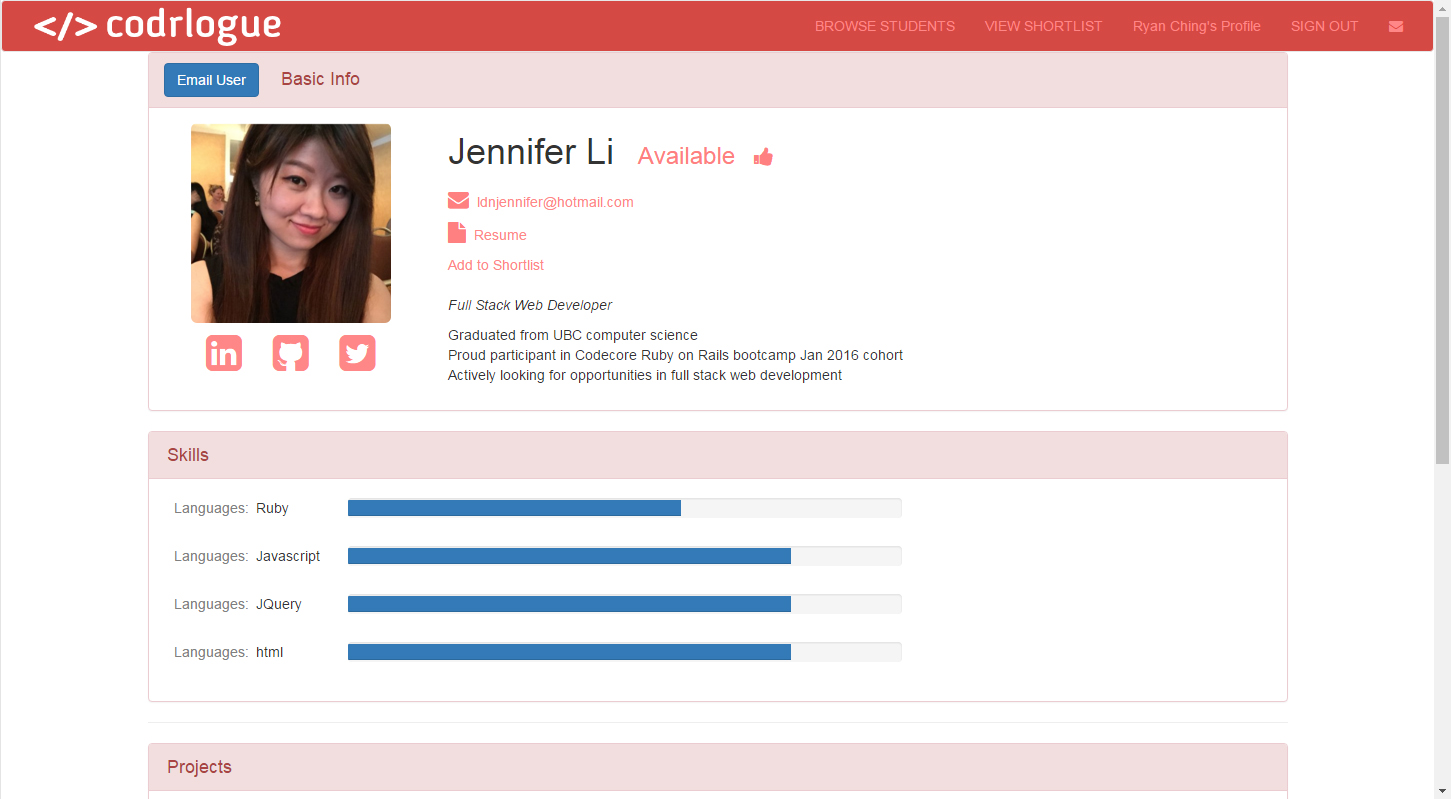 </> codrlogue
BROWSE STUDENTS VIEW SHORTLIST Ryan Ching's Profile SIGN OUT
Email User Basic Info
Jennifer Li Available
ldnjennifer@hotmail.com
Resume
Add to Shortlist
Full Stack Web Developer
Graduated from UBC computer science
Proud participant in Codecore Ruby on Rails bootcamp Jan 2016 cohort
Actively looking for opportunities in full stack web development
in
Skills
Languages: Ruby
Languages: Javascript
Languages: JQuery
Languages: html
Projects